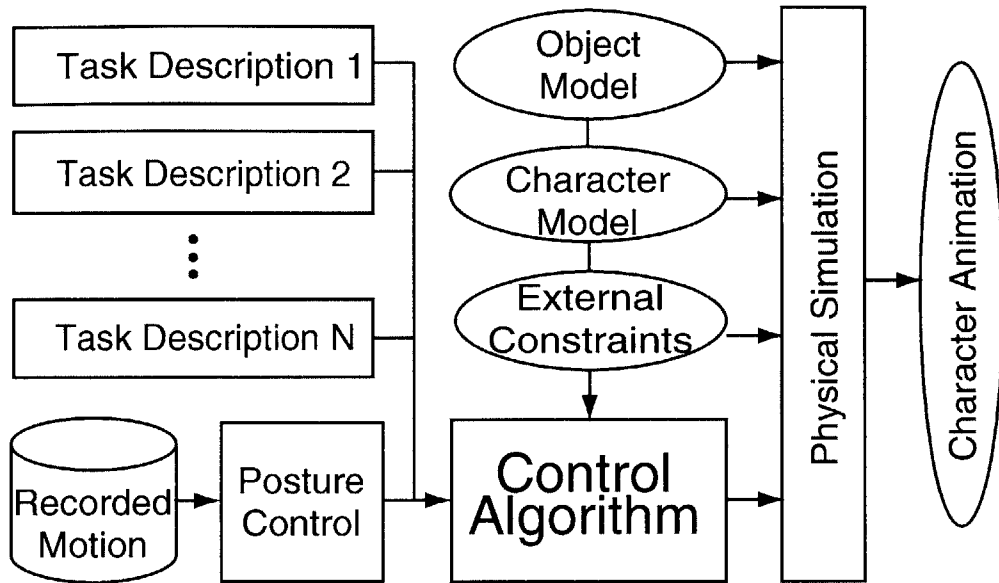 Task Description 1
Task Description 2
Task Description N
Recorded
Motion
Posture
Control
Object
Model
Character
Model
External
Constraints
Control
Algorithm
Physical Simulation
Character Animation